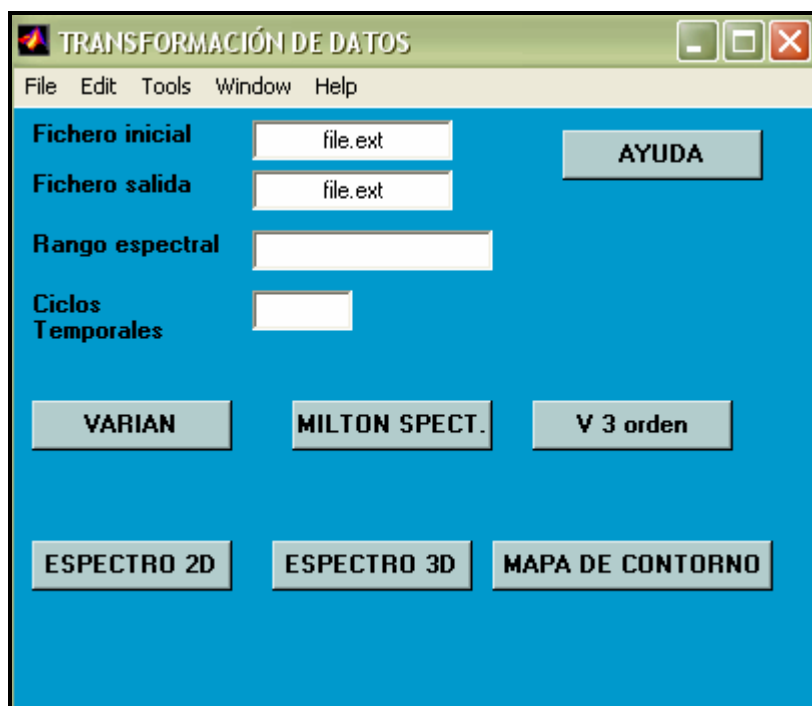 TRANSFORMACIÓN DE DATOS
File Edit Tools Window Help
Fichero inicial file.ext AYUDA
Fichero salida file.ext
Rango espectral
Ciclos
Temporales
VARIAN MILTON SPECT. V 3 orden
ESPECTRO 2D ESPECTRO 3D MAPA DE CONTORNO